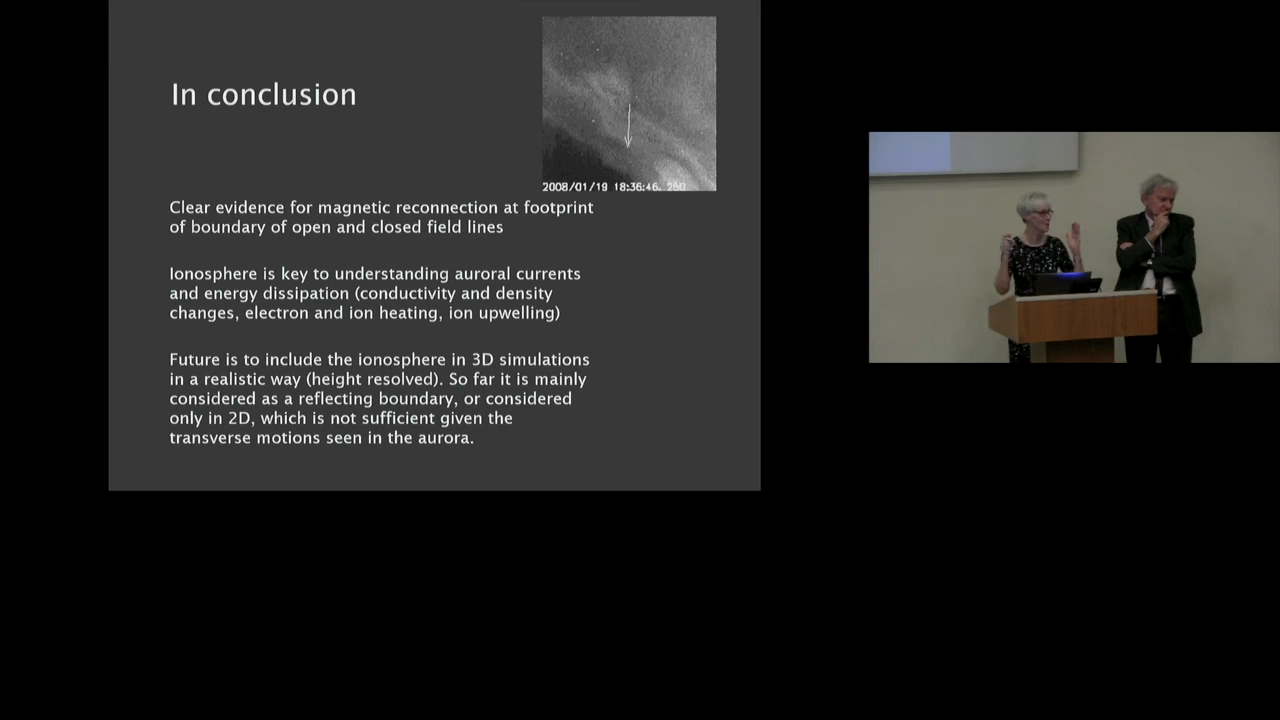 In conclusion
2008/01/19 18:36:46. 260
Clear evidence for magnetic reconnection at footprint
of boundary of open and closed field lines
Ionosphere is key to understanding auroral currents
and energy dissipation (conductivity and density
changes, electron and ion heating, ion upwelling)
Future is to include the ionosphere in 3D simulations
in a realistic way (height resolved). So far it is mainly
considered as a reflecting boundary, or considered
only in 2D, which is not sufficient given the
transverse motions seen in the aurora.